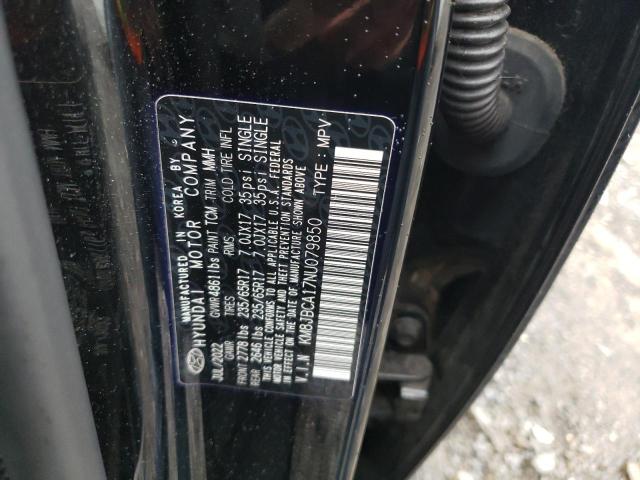 MANUFACTURED IN KOREA BY
HYUNDAI MOTOR COMPANY
JUL/2022 GVWR 4861 lbs PAINT TCM TRIM MMH
GAWR TIRES RIMS COLD TIRE INFL
FRONT 2778 lbs 235/65R17 7.0JX17 35psi SINGLE
REAR 2646 lbs 235/65R17 7.0JX17 35psi SINGLE
THIS VEHICLE CONFORMS TO ALL APPLICABLE U.S.A. FEDERAL
MOTOR VEHICLE SAFETY AND THEFT PREVENTION STANDARDS
IN EFFECT ON THE DATE OF MANUFACTURE SHOWN ABOVE
V.I.N KM8JBCA17NU079850 TYPE : MPV